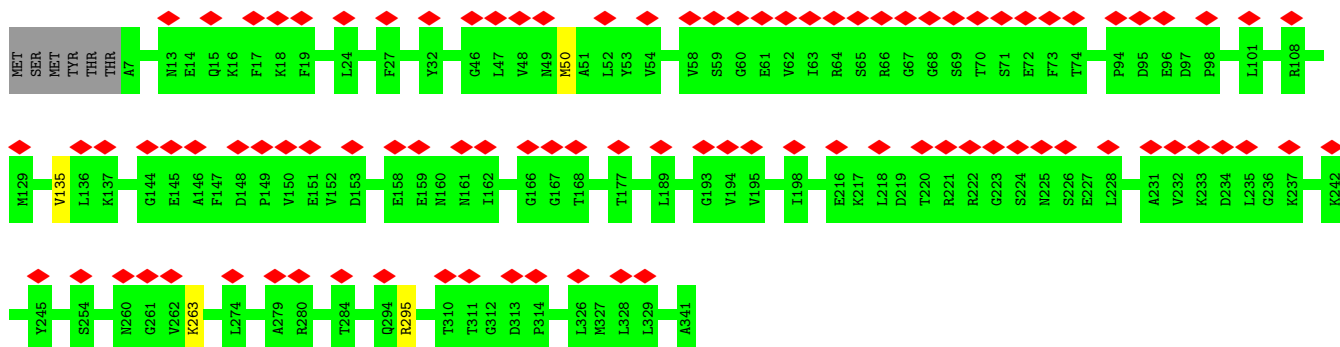 MET SER MET TYR THR THR A7 N13 E14 Q15 K16 F17 K18 F19 L24 F27 Y32 G46 L47 V48 N49 M50 A51 L52 Y53 V54 V58 S59 G60 E61 V62 I63 R64 S65 R66 G67 G68 S69 T70 S71 E72 F73 T74 P94 D95 E96 D97 P98 L101 R108
M129 V135 L136 K137 G144 E145 A146 F147 D148 P149 V150 E151 V152 D153 E158 E159 N160 N161 I162 G166 G167 T168 T177 L189 G193 V194 V195 I198 E216 K217 L218 D219 T220 R221 R222 G223 S224 N225 S226 E227 L228 A231 V232 K233 D234 L235 G236 K237 K242
Y245 S254 N260 G261 V262 K263 L274 A279 R280 T284 Q294 R295 T310 T311 G312 D313 P314 L326 M327 L328 L329 A341